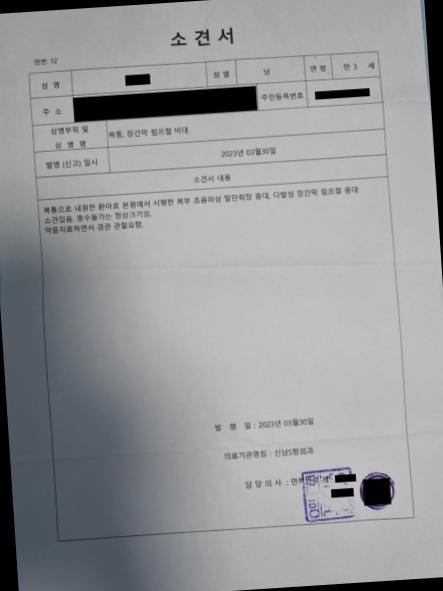 소 견 서
연번: 12
성 명
성 별 남 연 령 만 3 세
주 소
주민등록번호
상병부위 및
상 병 명
복통, 장간막 림프절 비대
발병 (신고) 일시
2023년 03월30일
소견서 내용
복통으로 내원한 환아로 본원에서 시행한 복부 초음파상 말단회장 종대, 다발성 장간막 림프절 종대
소견있음. 충수돌기는 정상크기임.
약물치료하면서 경과 관찰요함.
발 행 일 : 2023년 03월30일
의료기관명칭 : 신남S항외과
담 당 의 사 :